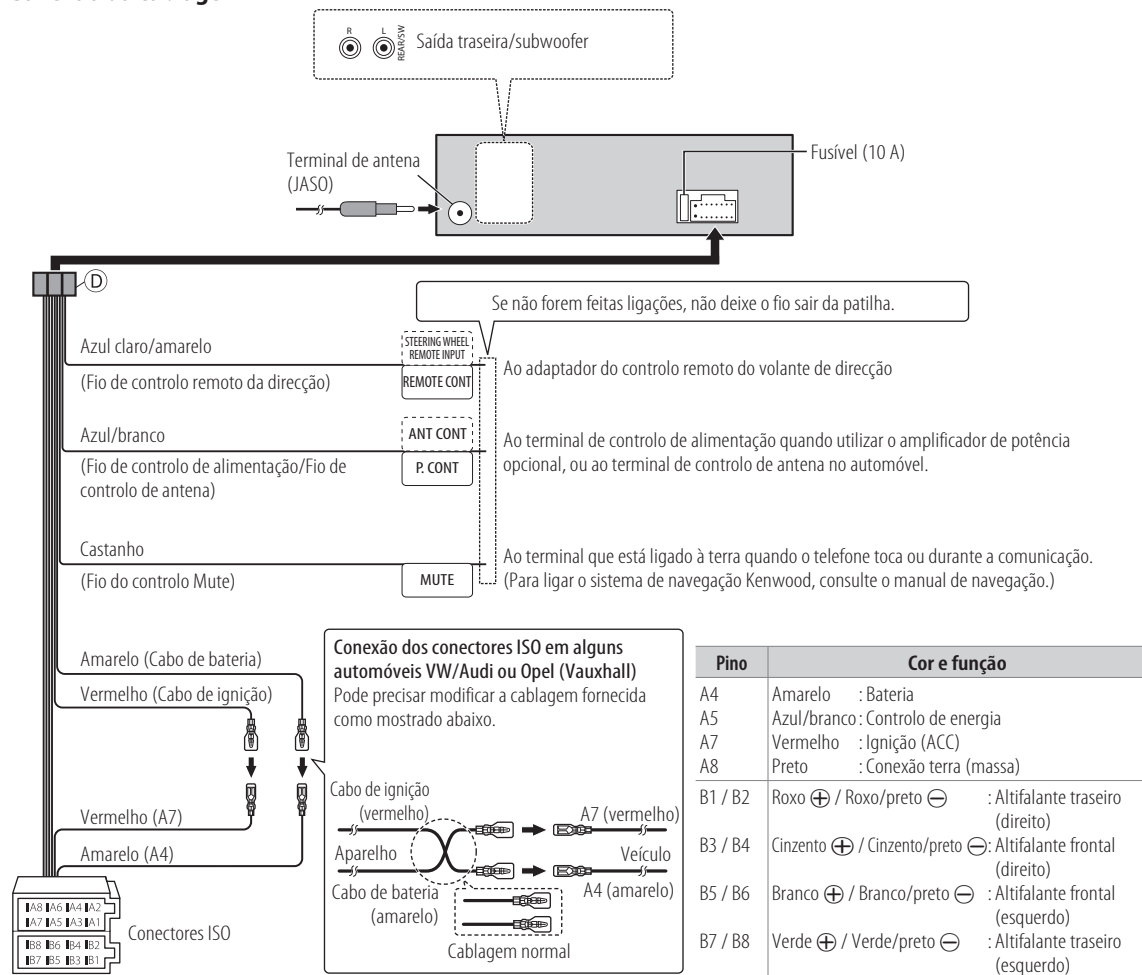 R L REAR/SW
Saída traseira/subwoofer
Terminal de antena
(JASO)
Fusível (10 A)
D
Se não forem feitas ligações, não deixe o fio sair da patilha.
Azul claro/amarelo
(Fio de controlo remoto da direcção)
STEERING WHEEL
REMOTE INPUT
REMOTE CONT
Ao adaptador do controlo remoto do volante de direcção
Azul/branco
(Fio de controlo de alimentação/Fio de
controlo de antena)
ANT CONT
P. CONT
Ao terminal de controlo de alimentação quando utilizar o amplificador de potência
opcional, ou ao terminal de controlo de antena no automóvel.
Castanho
(Fio do controlo Mute)
MUTE
Ao terminal que está ligado à terra quando o telefone toca ou durante a comunicação.
(Para ligar o sistema de navegação Kenwood, consulte o manual de navegação.)
Amarelo (Cabo de bateria)
Vermelho (Cabo de ignição)
Vermelho (A7)
Amarelo (A4)
A8 A6 A4 A2
A7 A5 A3 A1
B8 B6 B4 B2
B7 B5 B3 B1
Conectores ISO
Conexão dos conectores ISO em alguns
automóveis VW/Audi ou Opel (Vauxhall)
Pode precisar modificar a cablagem fornecida
como mostrado abaixo.
Cabo de ignição
(vermelho)
A7 (vermelho)
Aparelho
Veículo
Cabo de bateria
(amarelo)
A4 (amarelo)
Cablagem normal
Pino Cor e função
A4 Amarelo : Bateria
A5 Azul/branco : Controlo de energia
A7 Vermelho : Ignição (ACC)
A8 Preto : Conexão terra (massa)
B1 / B2 Roxo ⊕ / Roxo/preto ⊖ : Altifalante traseiro
(direito)
B3 / B4 Cinzento ⊕ / Cinzento/preto ⊖ : Altifalante frontal
(direito)
B5 / B6 Branco ⊕ / Branco/preto ⊖ : Altifalante frontal
(esquerdo)
B7 / B8 Verde ⊕ / Verde/preto ⊖ : Altifalante traseiro
(esquerdo)